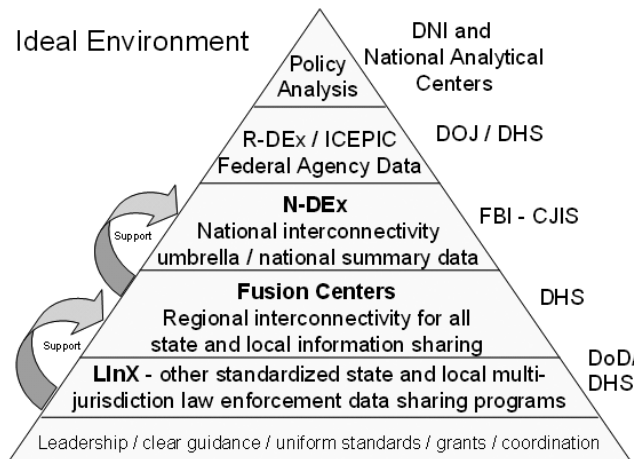 Ideal Environment
DNI and
National Analytical
Centers
Policy
Analysis
R-DEx / ICEPIC
Federal Agency Data
DOJ / DHS
N-DEx
National interconnectivity
umbrella / national summary data
FBI - CJIS
Support
Fusion Centers
Regional interconnectivity for all
state and local information sharing
DHS
Support
LInX - other standardized state and local multi-
jurisdiction law enforcement data sharing programs
DoD/
DHS
Leadership / clear guidance / uniform standards / grants / coordination